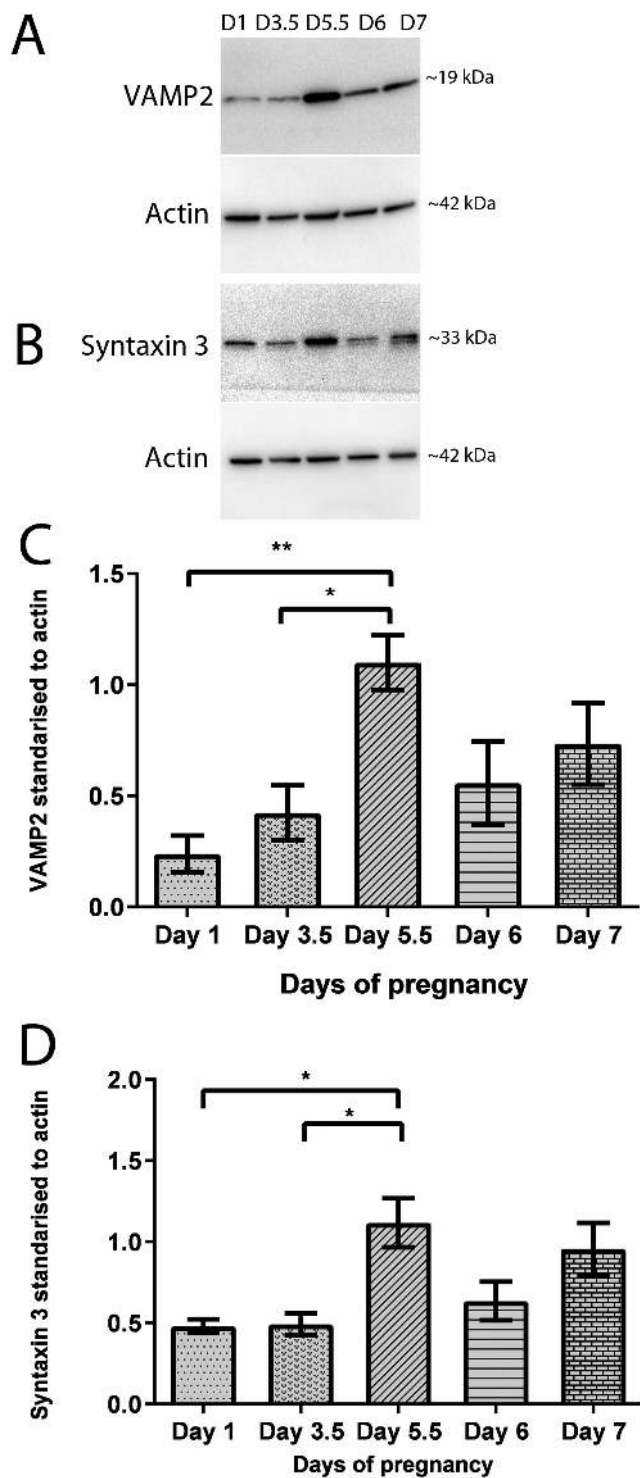 A
D1 D3.5 D5.5 D6 D7
VAMP2
~19 kDa
Actin
~42 kDa
B
Syntaxin 3
~33 kDa
Actin
~42 kDa
C
**
*
VAMP2 standarised to actin
1.5
1.0
0.5
0.0
Day 1 Day 3.5 Day 5.5 Day 6 Day 7
Days of pregnancy
D
*
*
Syntaxin 3 standarised to actin
2.0
1.5
1.0
0.5
0.0
Day 1 Day 3.5 Day 5.5 Day 6 Day 7
Days of pregnancy